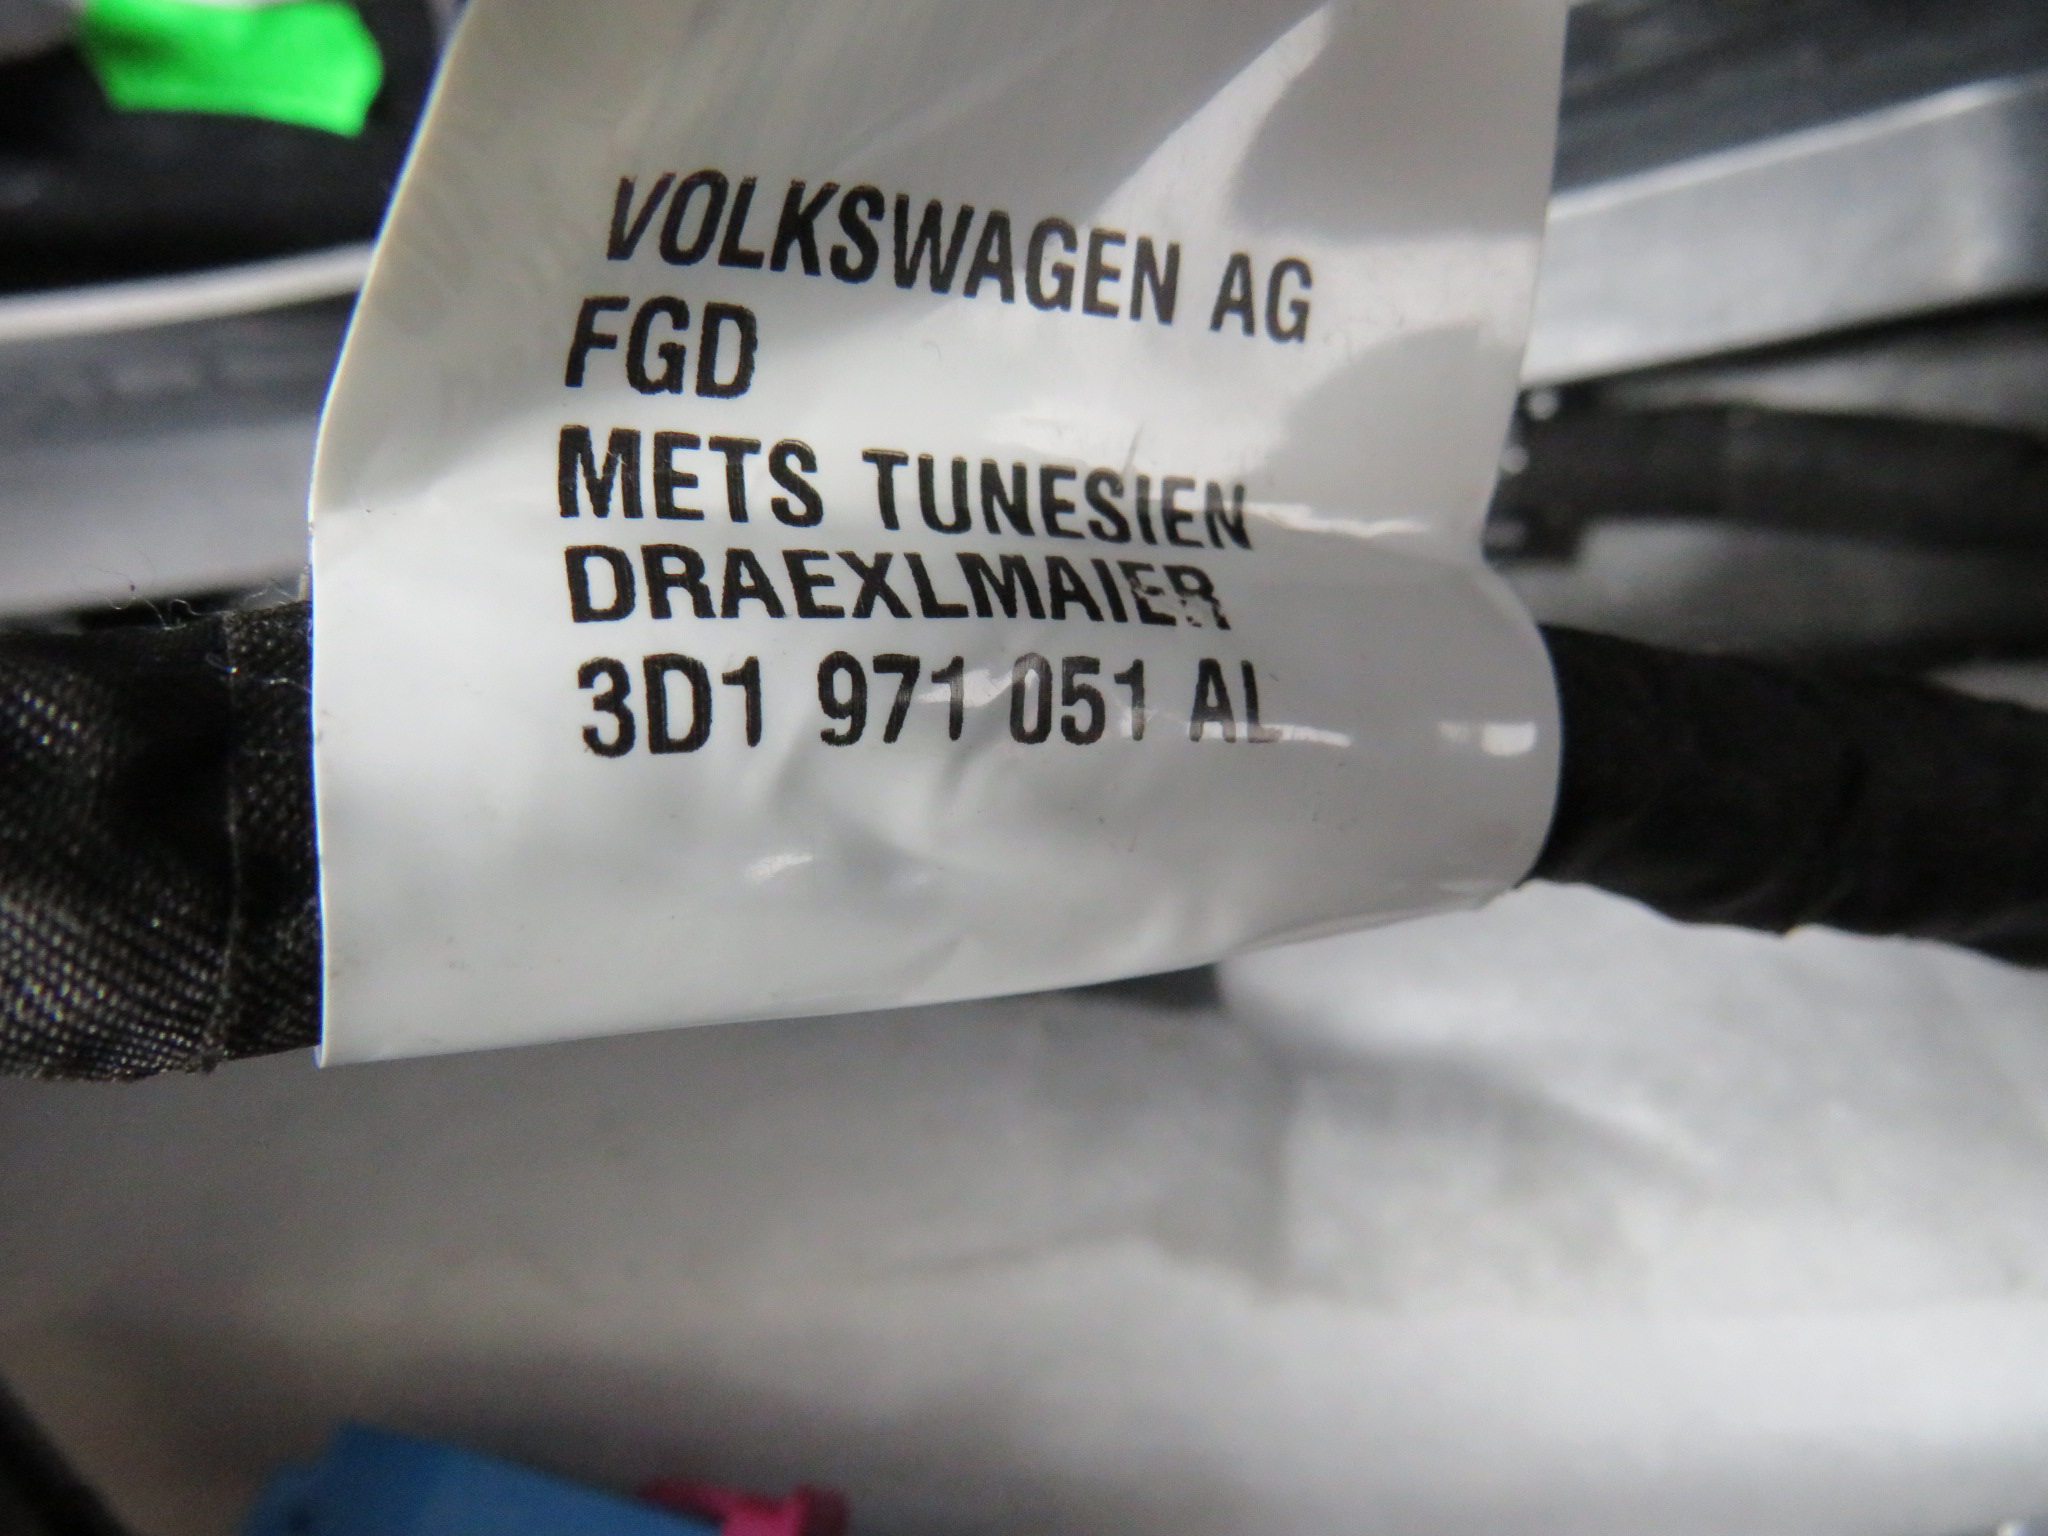 VOLKSWAGEN AG
FGD
METS TUNESIEN
DRAEXLMAIER
3D1 971 051 AL